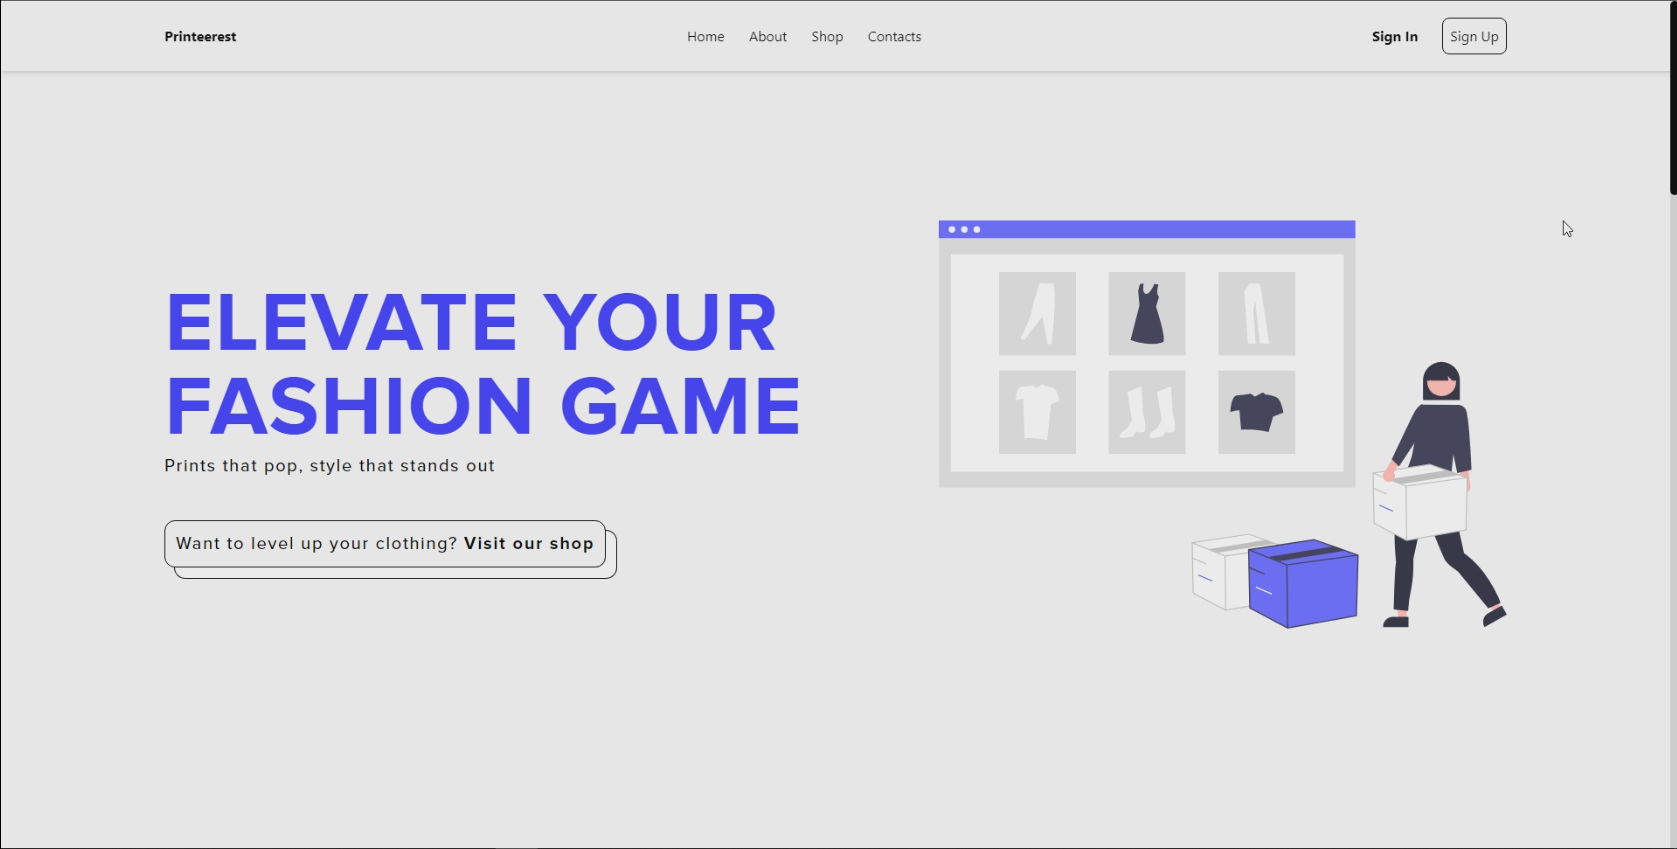 Printeerest
Home
About
Shop
Contacts
Sign In
Sign Up
ELEVATE YOUR
FASHION GAME
Prints that pop, style that stands out
Want to level up your clothing? Visit our shop